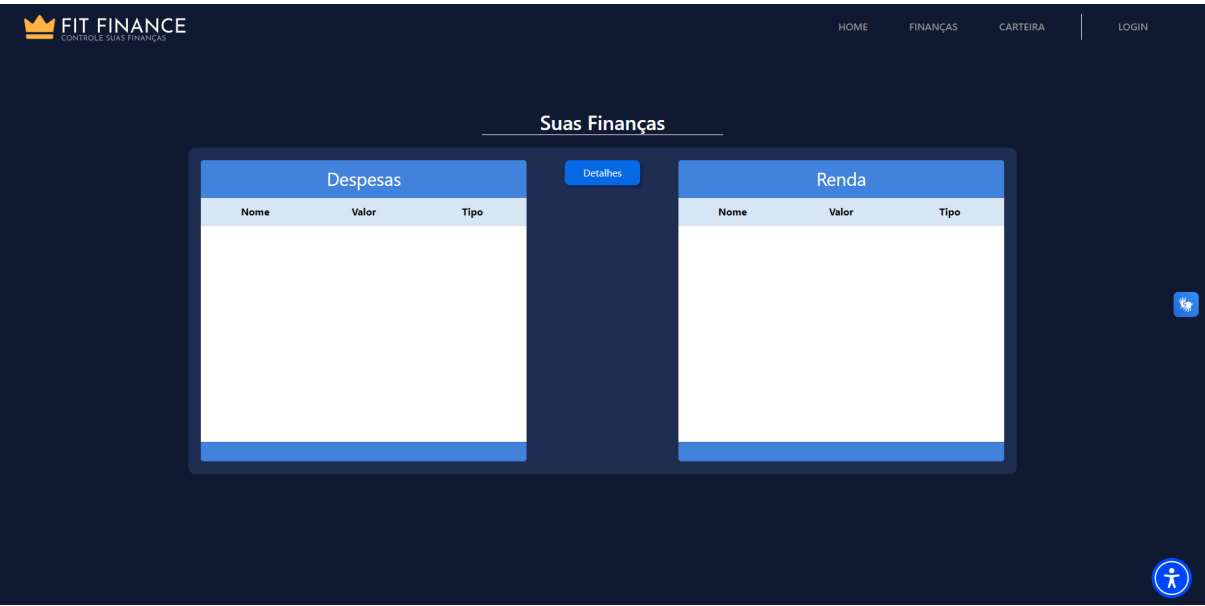 FIT FINANCE
CONTROLE SUAS FINANÇAS
HOME FINANÇAS CARTEIRA LOGIN
Suas Finanças
Despesas
Nome Valor Tipo
Detalhes
Renda
Nome Valor Tipo